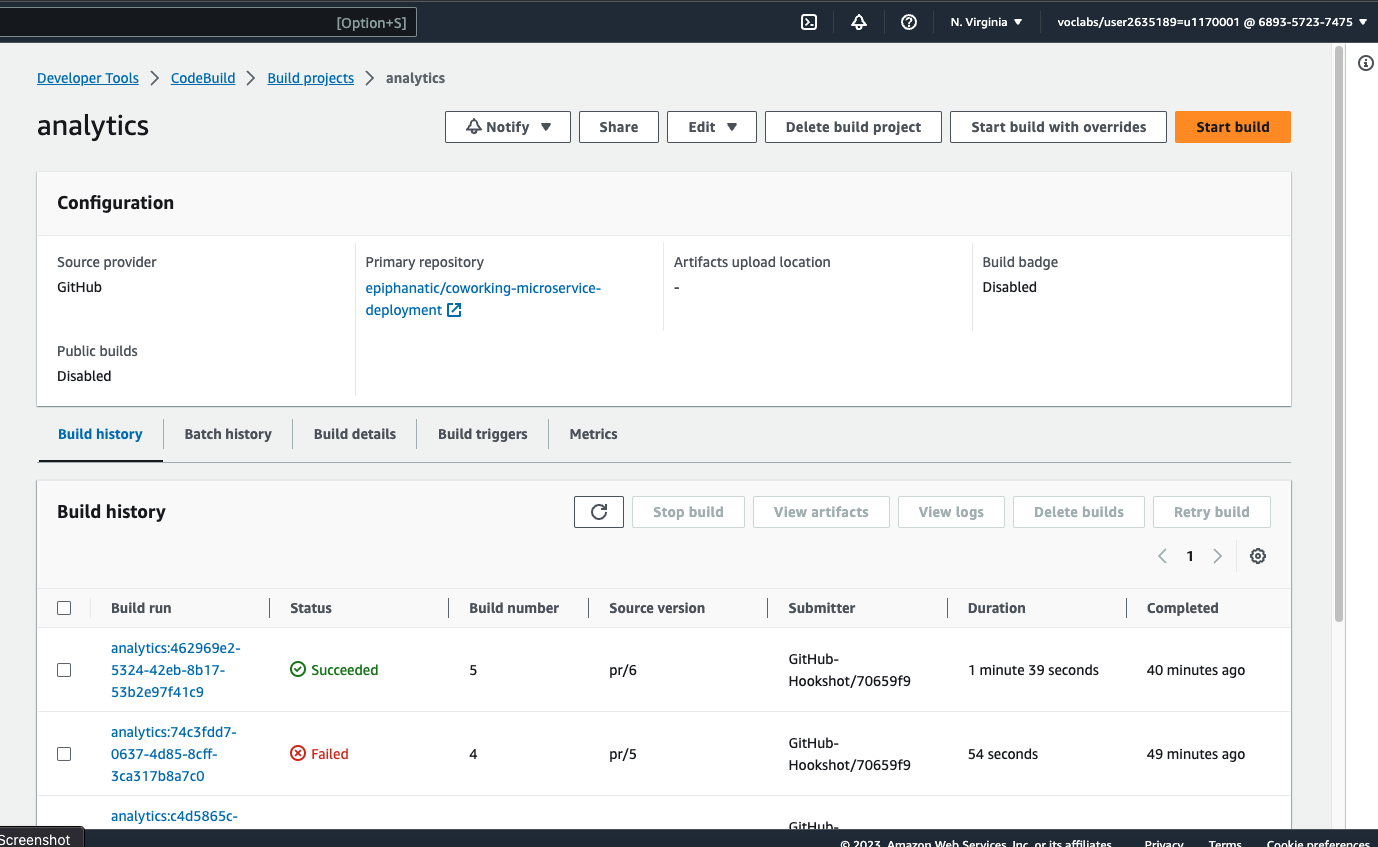 [Option+S]
N. Virginia
voclabs/user2635189=u1170001 @ 6893-5723-7475
Developer Tools
CodeBuild
Build projects
analytics
analytics
Notify
Share
Edit
Delete build project
Start build with overrides
Start build
Configuration
Source provider
GitHub
Primary repository
epiphanatic/coworking-microservice-
deployment
Artifacts upload location
-
Build badge
Disabled
Public builds
Disabled
Build history
Batch history
Build details
Build triggers
Metrics
Build history
Stop build
View artifacts
View logs
Delete builds
Retry build
1
Build run
Status
Build number
Source version
Submitter
Duration
Completed
analytics:462969e2-
5324-42eb-8b17-
53b2e97f41c9
Succeeded
5
pr/6
GitHub-
Hookshot/70659f9
1 minute 39 seconds
40 minutes ago
analytics:74c3fdd7-
0637-4d85-8cff-
3ca317b8a7c0
Failed
4
pr/5
GitHub-
Hookshot/70659f9
54 seconds
49 minutes ago
analytics:c4d5865c-
GitHub-
Screenshot
© 2023, Amazon Web Services, Inc. or its affiliates.
Privacy
Terms
Cookie preferences